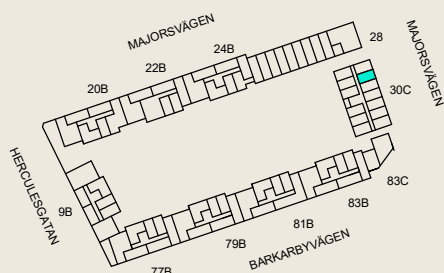 MAJORSVÄGEN
28
MAJORSVÄGEN
24B
22B
20B
30C
HERCULESGATAN
9B
83C
83B
81B
79B
77B
BARKARBYVÄGEN